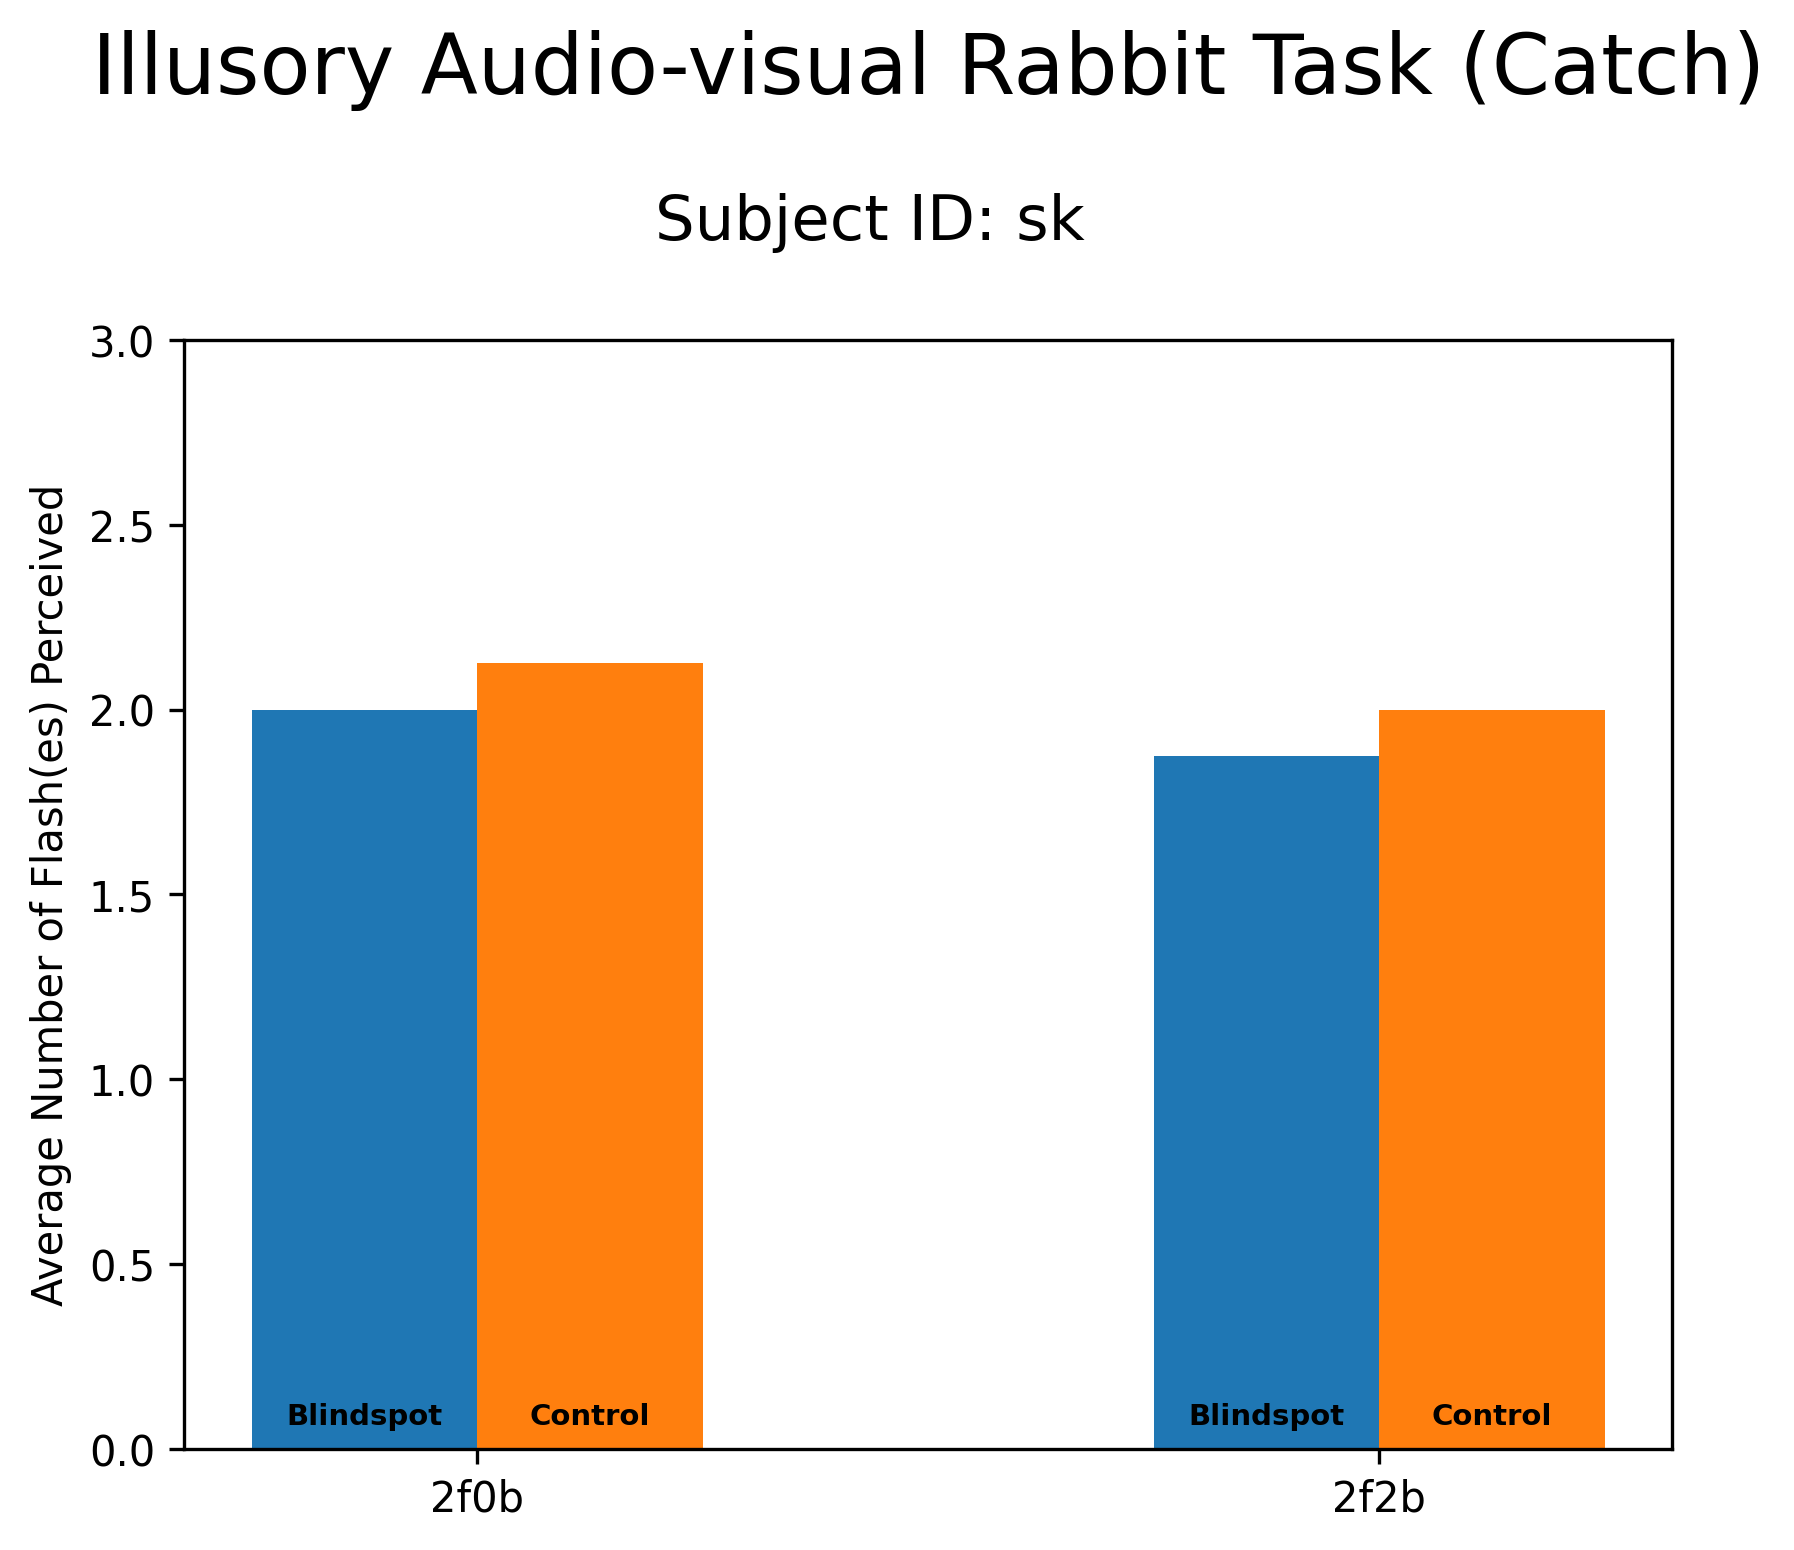 Illusory Audio-visual Rabbit Task (Catch)
Subject ID: sk
Average Number of Flash(es) Perceived
3.0
2.5
2.0
1.5
1.0
0.5
0.0
Blindspot
Control
Blindspot
Control
2f0b
2f2b